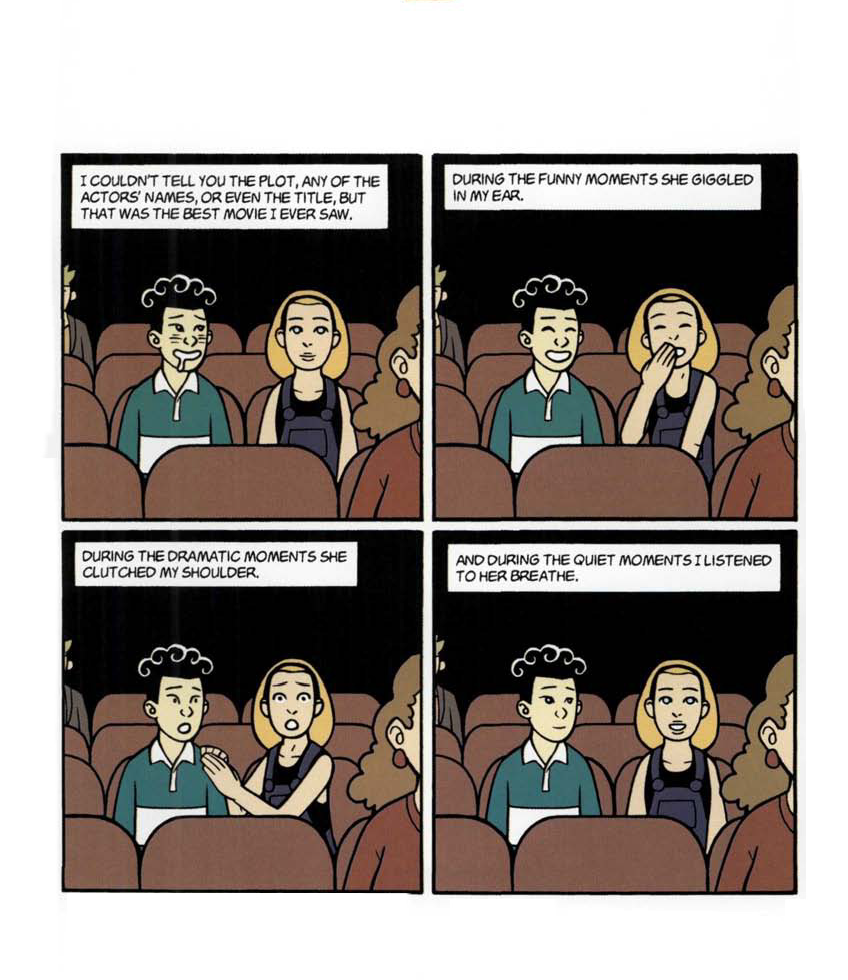 I COULDN'T TELL YOU THE PLOT, ANY OF THE
ACTORS' NAMES, OR EVEN THE TITLE, BUT
THAT WAS THE BEST MOVIE I EVER SAW.
DURING THE FUNNY MOMENTS SHE GIGGLED
IN MY EAR.
DURING THE DRAMATIC MOMENTS SHE
CLUTCHED MY SHOULDER.
AND DURING THE QUIET MOMENTS I LISTENED
TO HER BREATHE.